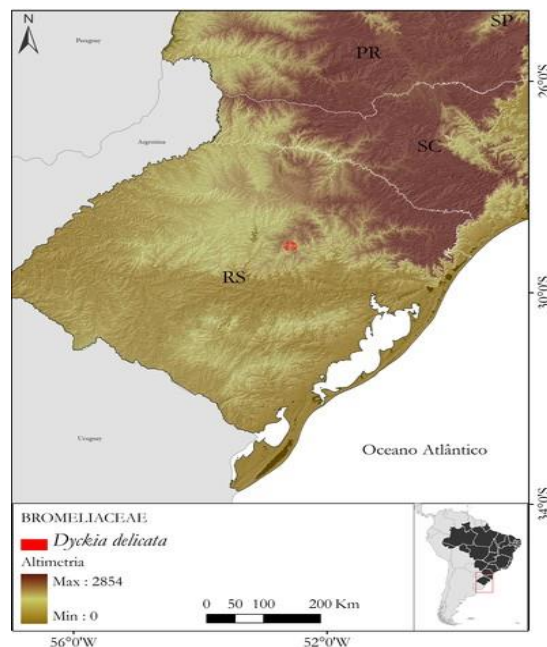 N
Paraguay
SP
PR
26°0'S
Argentina
SC
RS
30°0'S
Uruguay
Oceano Atlântico
34°0'S
BROMELIACEAE
Dyckia delicata
Altimetria
Max : 2854
Min : 0
0 50 100 200 Km
56°0'W 52°0'W